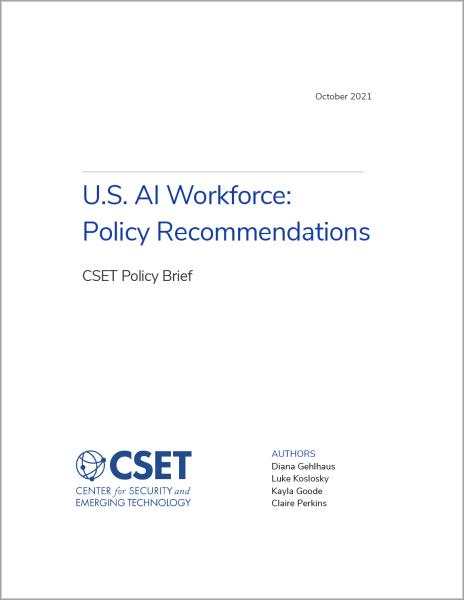 October 2021
U.S. AI Workforce:
Policy Recommendations
CSET Policy Brief
CSET
CENTER for SECURITY and
EMERGING TECHNOLOGY
AUTHORS
Diana Gehlhaus
Luke Koslosky
Kayla Goode
Claire Perkins